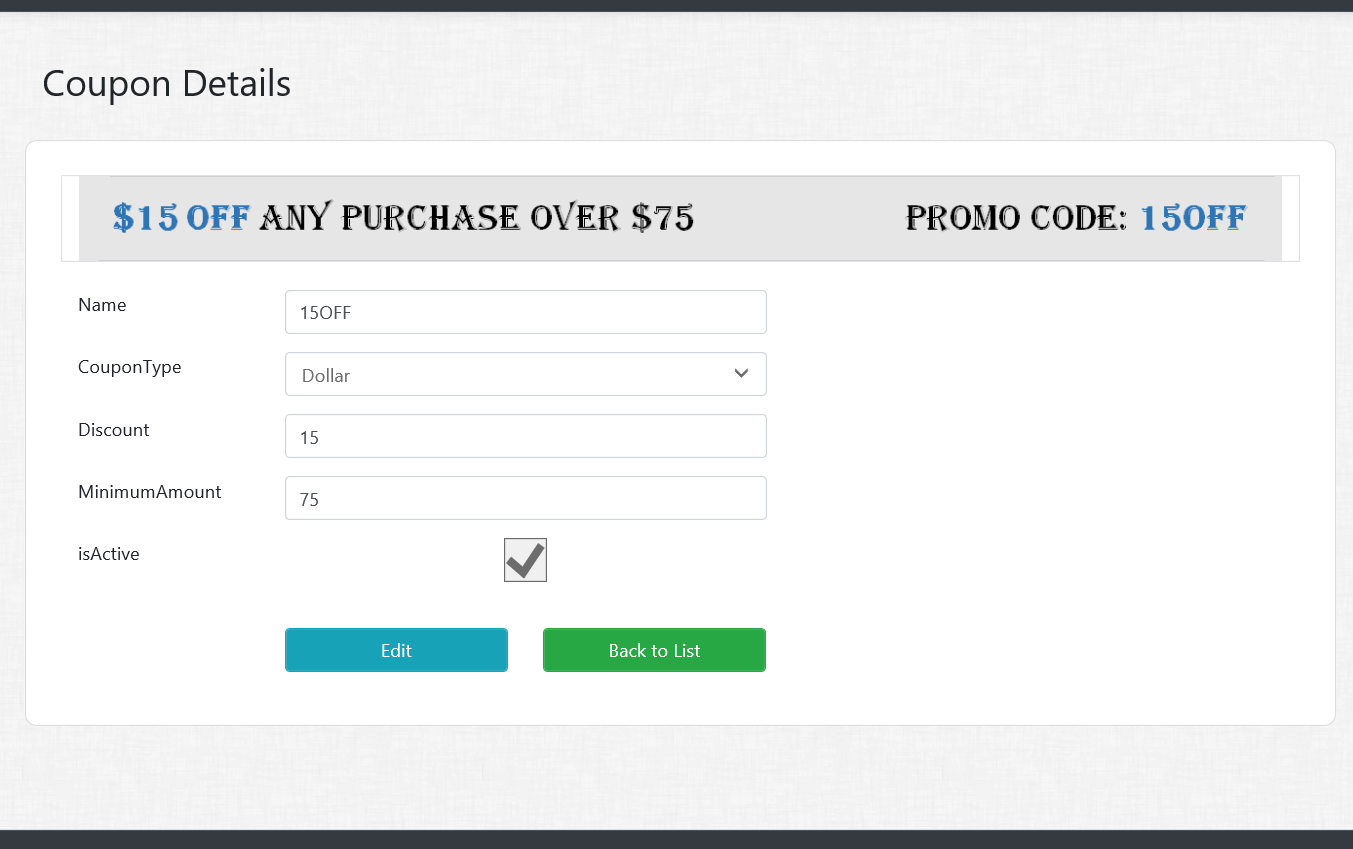 Coupon Details
$15 OFF ANY PURCHASE OVER $75 PROMO CODE: 15OFF
Name 15OFF
CouponType Dollar
Discount 15
MinimumAmount 75
isActive
Edit Back to List